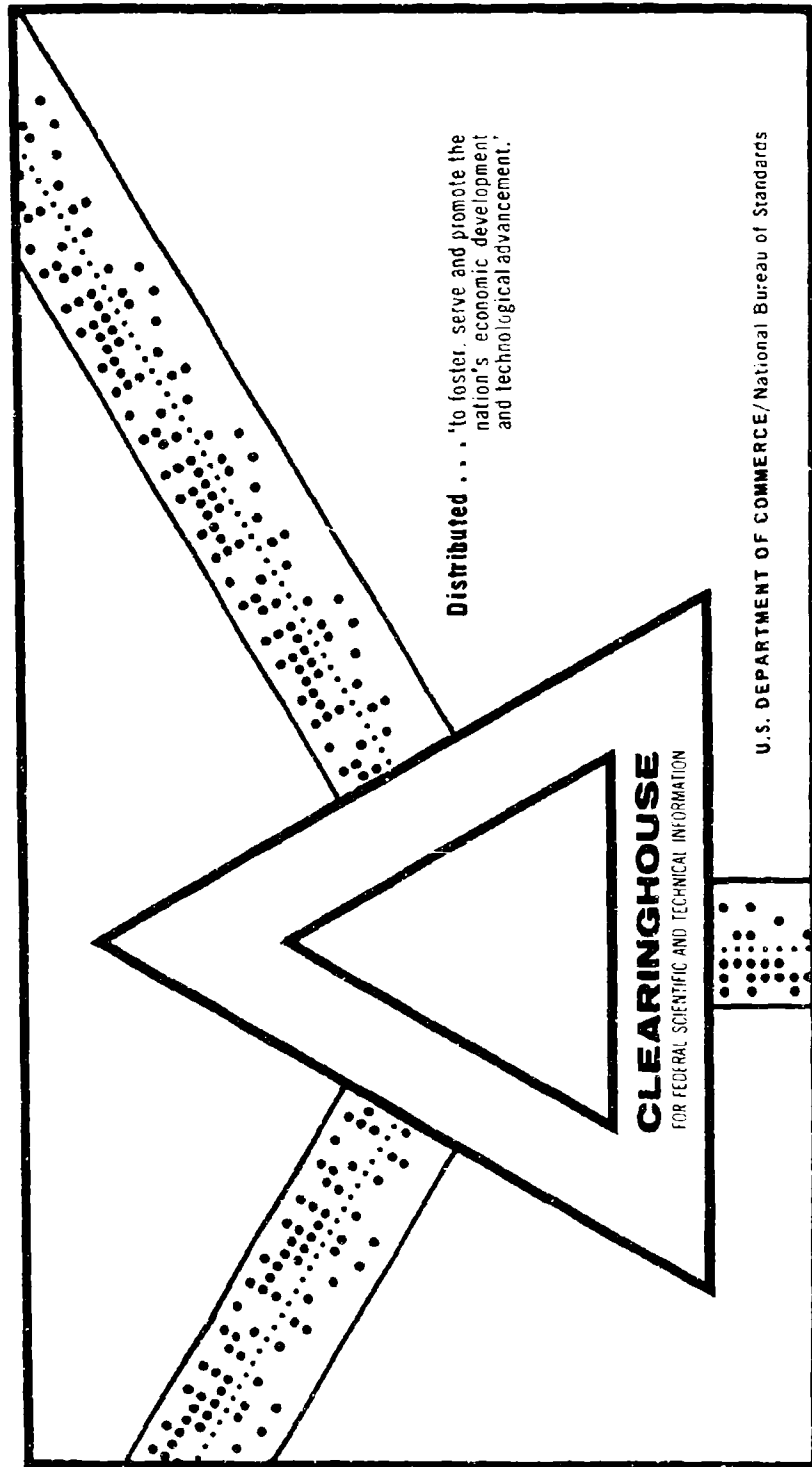 Distributed . . . 'to foster, serve and promote the
nation's economic development
and technological advancement.'
CLEARINGHOUSE
FOR FEDERAL SCIENTIFIC AND TECHNICAL INFORMATION
U.S. DEPARTMENT OF COMMERCE/National Bureau of Standards